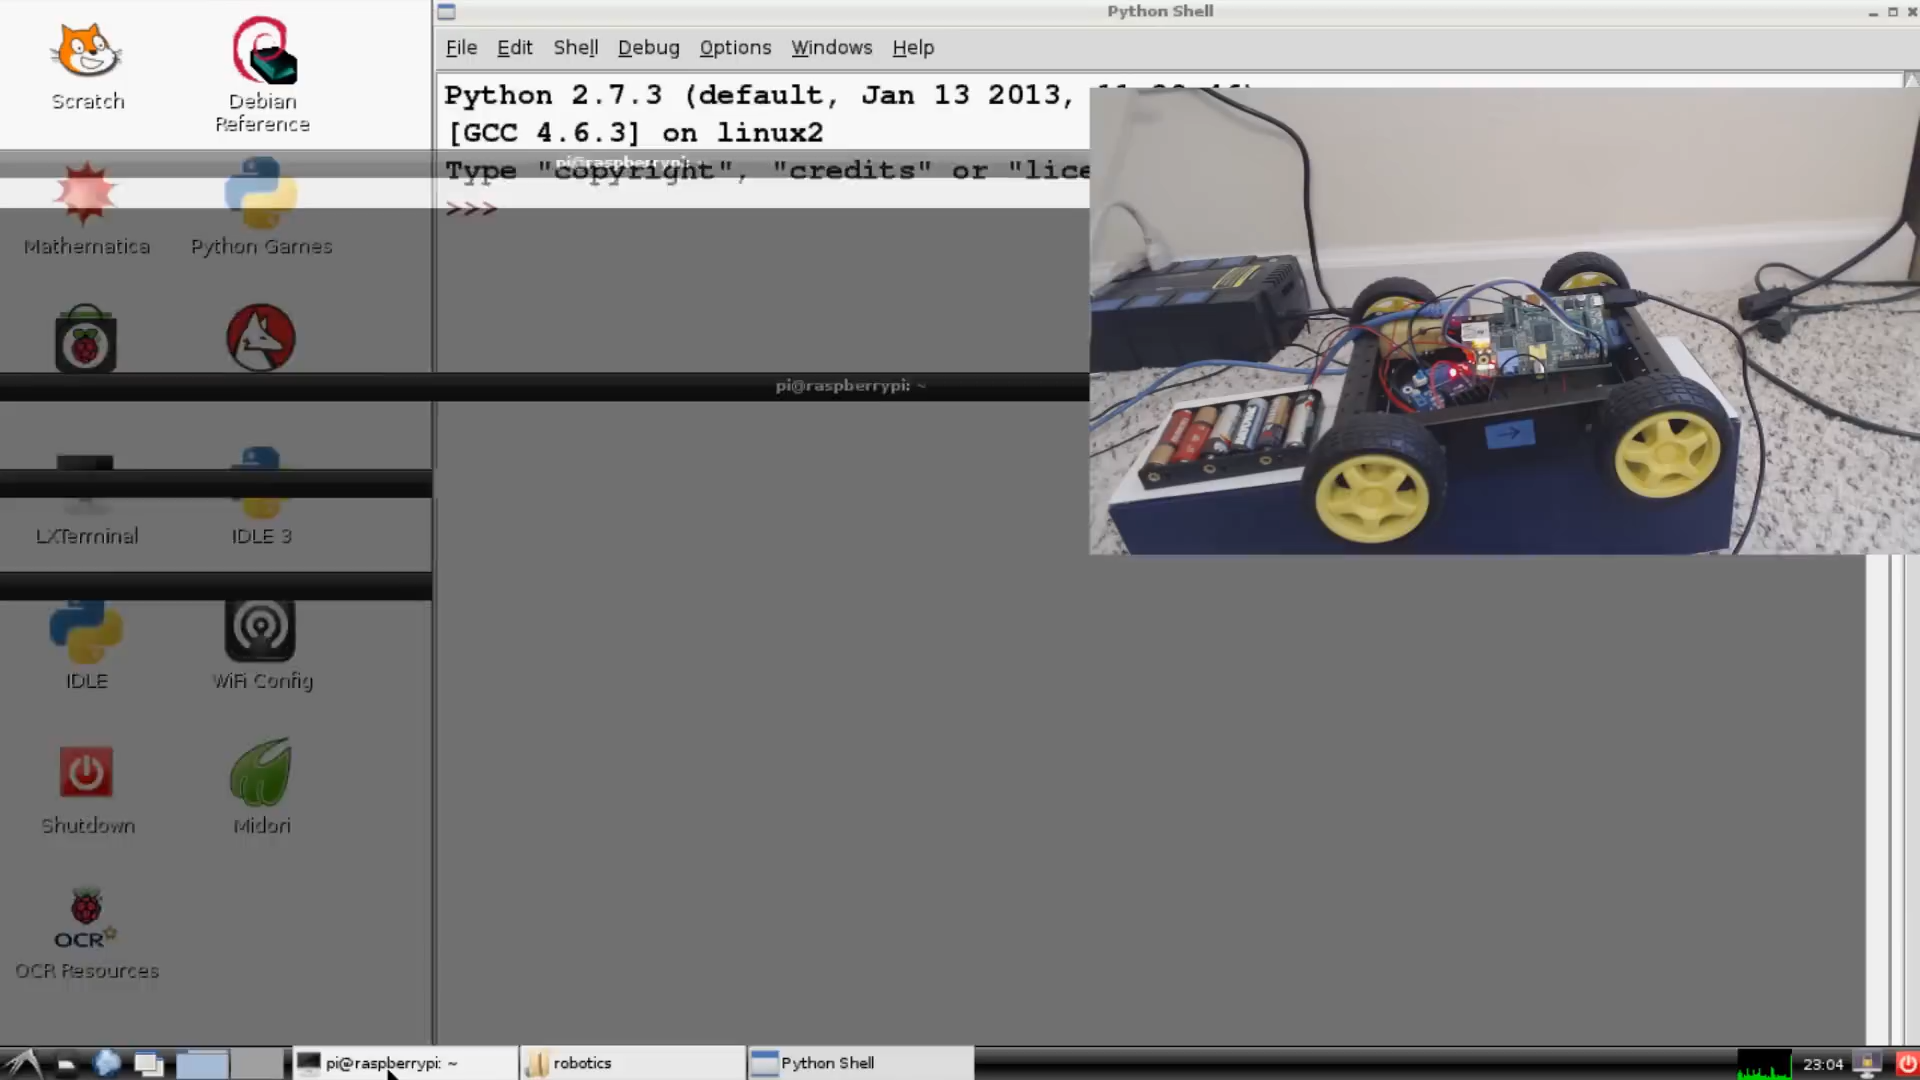 Python Shell
File Edit Shell Debug Options Windows Help
Python 2.7.3 (default, Jan 13 2013,
[GCC 4.6.3] on linux2
Type "copyright", "credits" or "lice
>>>
pi@raspberrypi: ~
pi@raspberrypi: ~
Scratch
Debian
Reference
Mathematica
Python Games
LXTerminal
IDLE 3
IDLE
WiFi Config
Shutdown
Midori
OCR
OCR Resources
pi@raspberrypi: ~
robotics
Python Shell
23:04